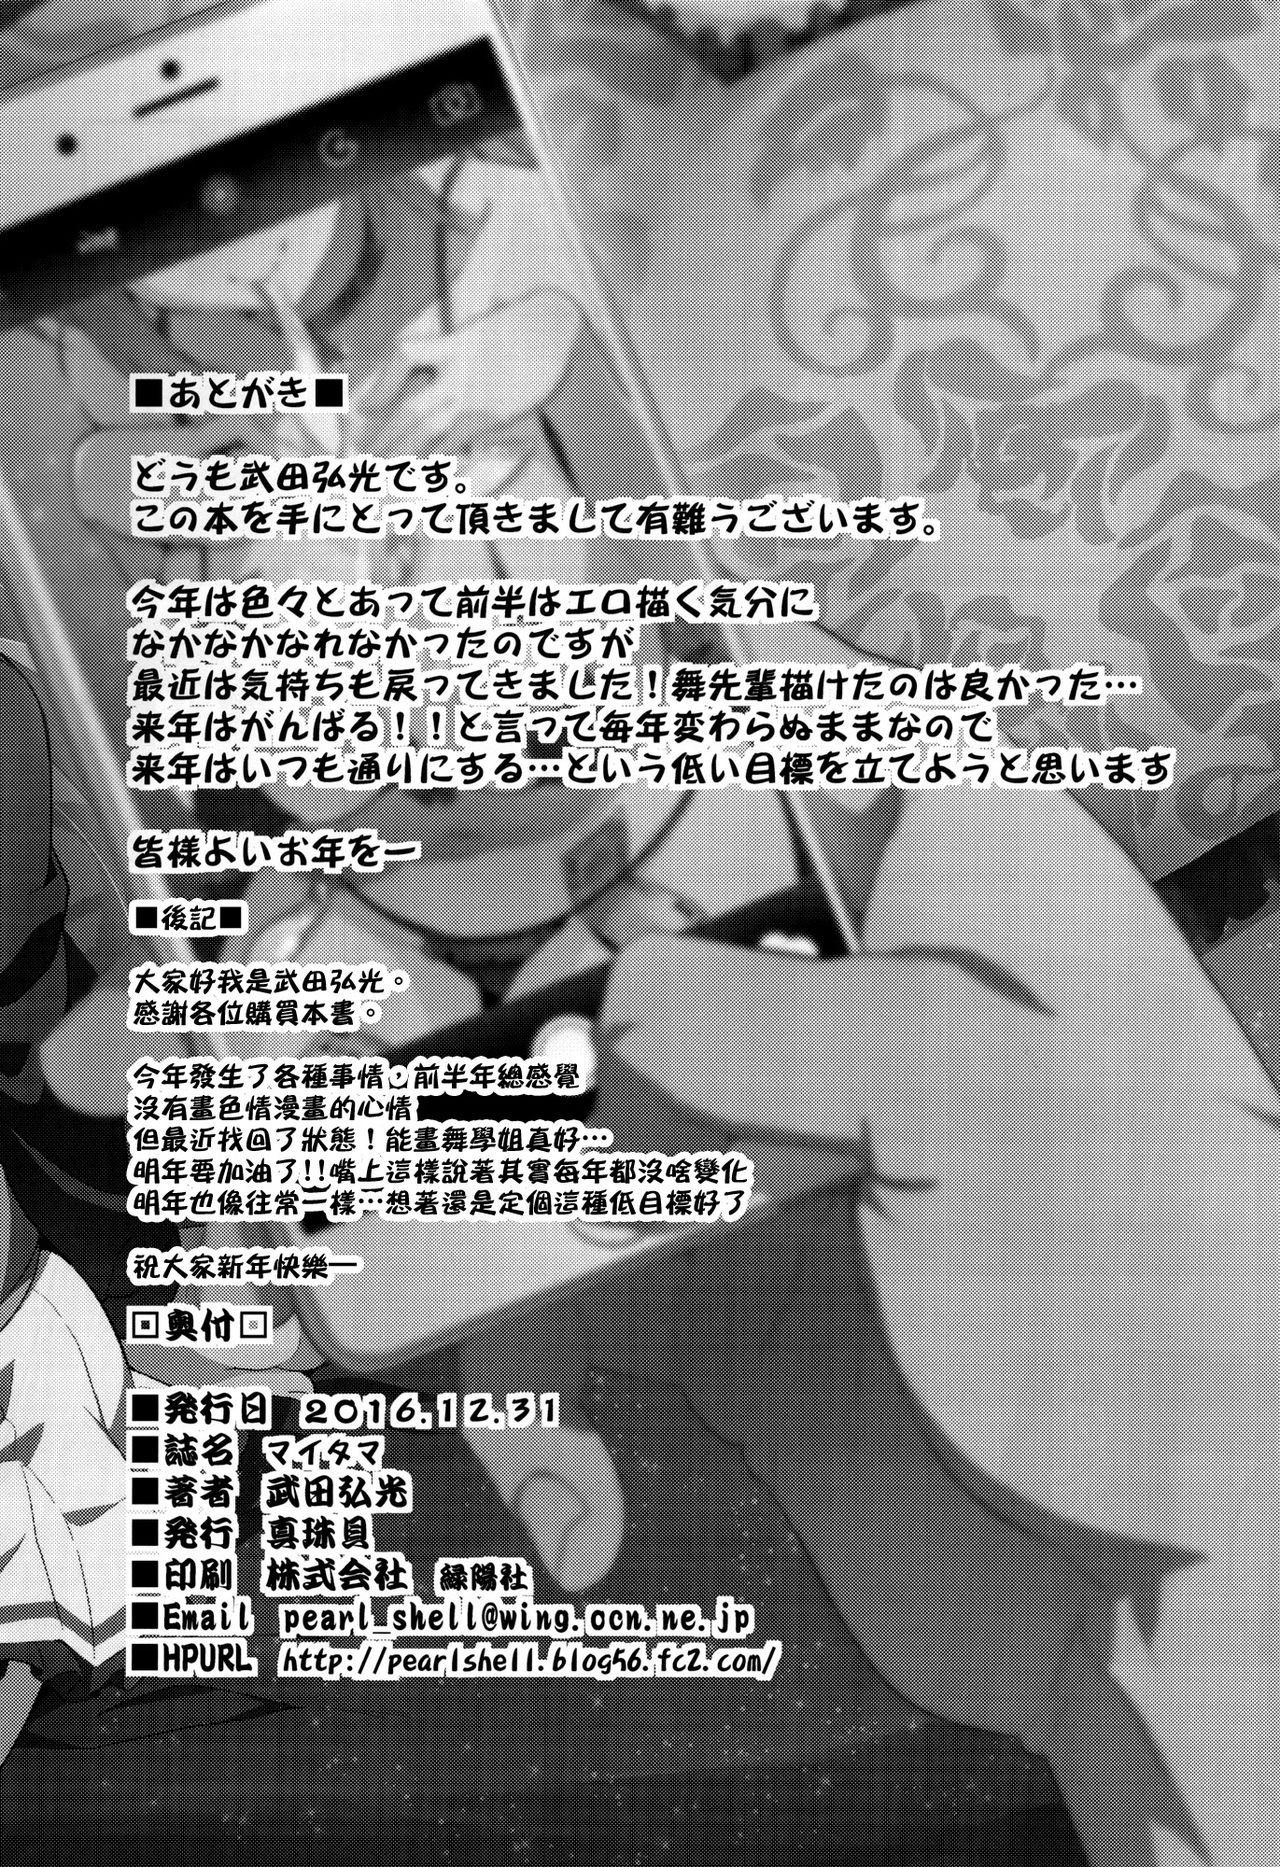 ■あとがき■
どうも武田弘光です。
この本を手にとって頂きまして有難うございます。
今年は色々とあって前半はエロ描く気分に
なかなかなれなかったのですが
最近は気持ちも戻ってきました！舞先輩描けたのは良かった…
来年はがんばる！！と言って毎年変わらぬままなので
来年はいつも通りにする…という低い目標を立てようと思います
皆様よいお年をー
■後記■
大家好我是武田弘光。
感謝各位購買本書。
今年發生了各種事情，前半年總感覺
沒有畫色情漫畫的心情
但最近找回了狀態！能畫舞學姐真好…
明年要加油了!!嘴上這樣說著其實每年都沒啥變化
明年也像往常一樣…想著還是定個這種低目標好了
祝大家新年快樂—
回奥付回
■発行日　2016.12.31
■誌名　マイタマ
■著者　武田弘光
■発行　真珠貝
■印刷　株式会社　緑陽社
■Email　pearl_shell@wing.ocn.ne.jp
■HPURL　http://pearlshell.blog56.fc2.com/